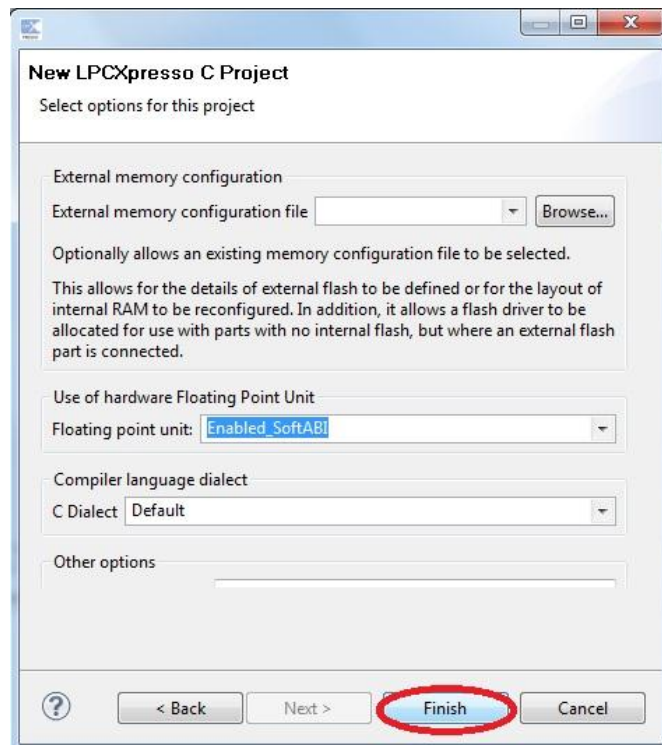 New LPCXpresso C Project
Select options for this project
External memory configuration
External memory configuration file
Browse...
Optionally allows an existing memory configuration file to be selected.
This allows for the details of external flash to be defined or for the layout of
internal RAM to be reconfigured. In addition, it allows a flash driver to be
allocated for use with parts with no internal flash, but where an external flash
part is connected.
Use of hardware Floating Point Unit
Floating point unit: Enabled_SoftABI
Compiler language dialect
C Dialect Default
Other options
? < Back Next > Finish Cancel